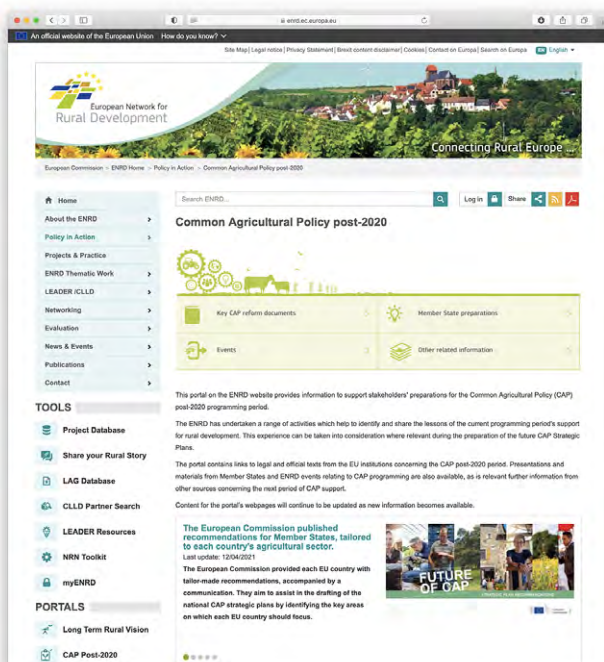 enrd.ec.europa.eu
An official website of the European Union How do you know?
Site Map | Legal notice | Privacy Statement | Brexit content disclaimer | Cookies | Contact on Europa | Search on Europa EN English
European Network for
Rural Development
Connecting Rural Europe ...
European Commission > ENRD Home > Policy in Action > Common Agricultural Policy post-2020
Home
About the ENRD
Policy in Action
Projects & Practice
ENRD Thematic Work
LEADER /CLLD
Networking
Evaluation
News & Events
Publications
Contact
TOOLS
Project Database
Share your Rural Story
LAG Database
CLLD Partner Search
LEADER Resources
NRN Toolkit
myENRD
PORTALS
Long Term Rural Vision
CAP Post-2020
Search ENRD...
Log in Share
Common Agricultural Policy post-2020
Key CAP reform documents
Member State preparations
Events
Other related information
This portal on the ENRD website provides information to support stakeholders' preparations for the Common Agricultural Policy (CAP)
post-2020 programming period.
The ENRD has undertaken a range of activities which help to identify and share the lessons of the current programming period's support
for rural development. This experience can be taken into consideration where relevant during the preparation of the future CAP Strategic
Plans.
The portal contains links to legal and official texts from the EU institutions concerning the CAP post-2020 period. Presentations and
materials from Member States and ENRD events relating to CAP programming are also available, as is relevant further information from
other sources concerning the next period of CAP support.
Content for the portal's webpages will continue to be updated as new information becomes available.
The European Commission published
recommendations for Member States, tailored
to each country's agricultural sector.
Last update: 12/04/2021
The European Commission provided each EU country with
tailor-made recommendations, accompanied by a
communication. They aim to assist in the drafting of the
national CAP strategic plans by identifying the key areas
on which each EU country should focus.
FUTURE
OF CAP
STRATEGIC PLAN RECOMMENDATIONS